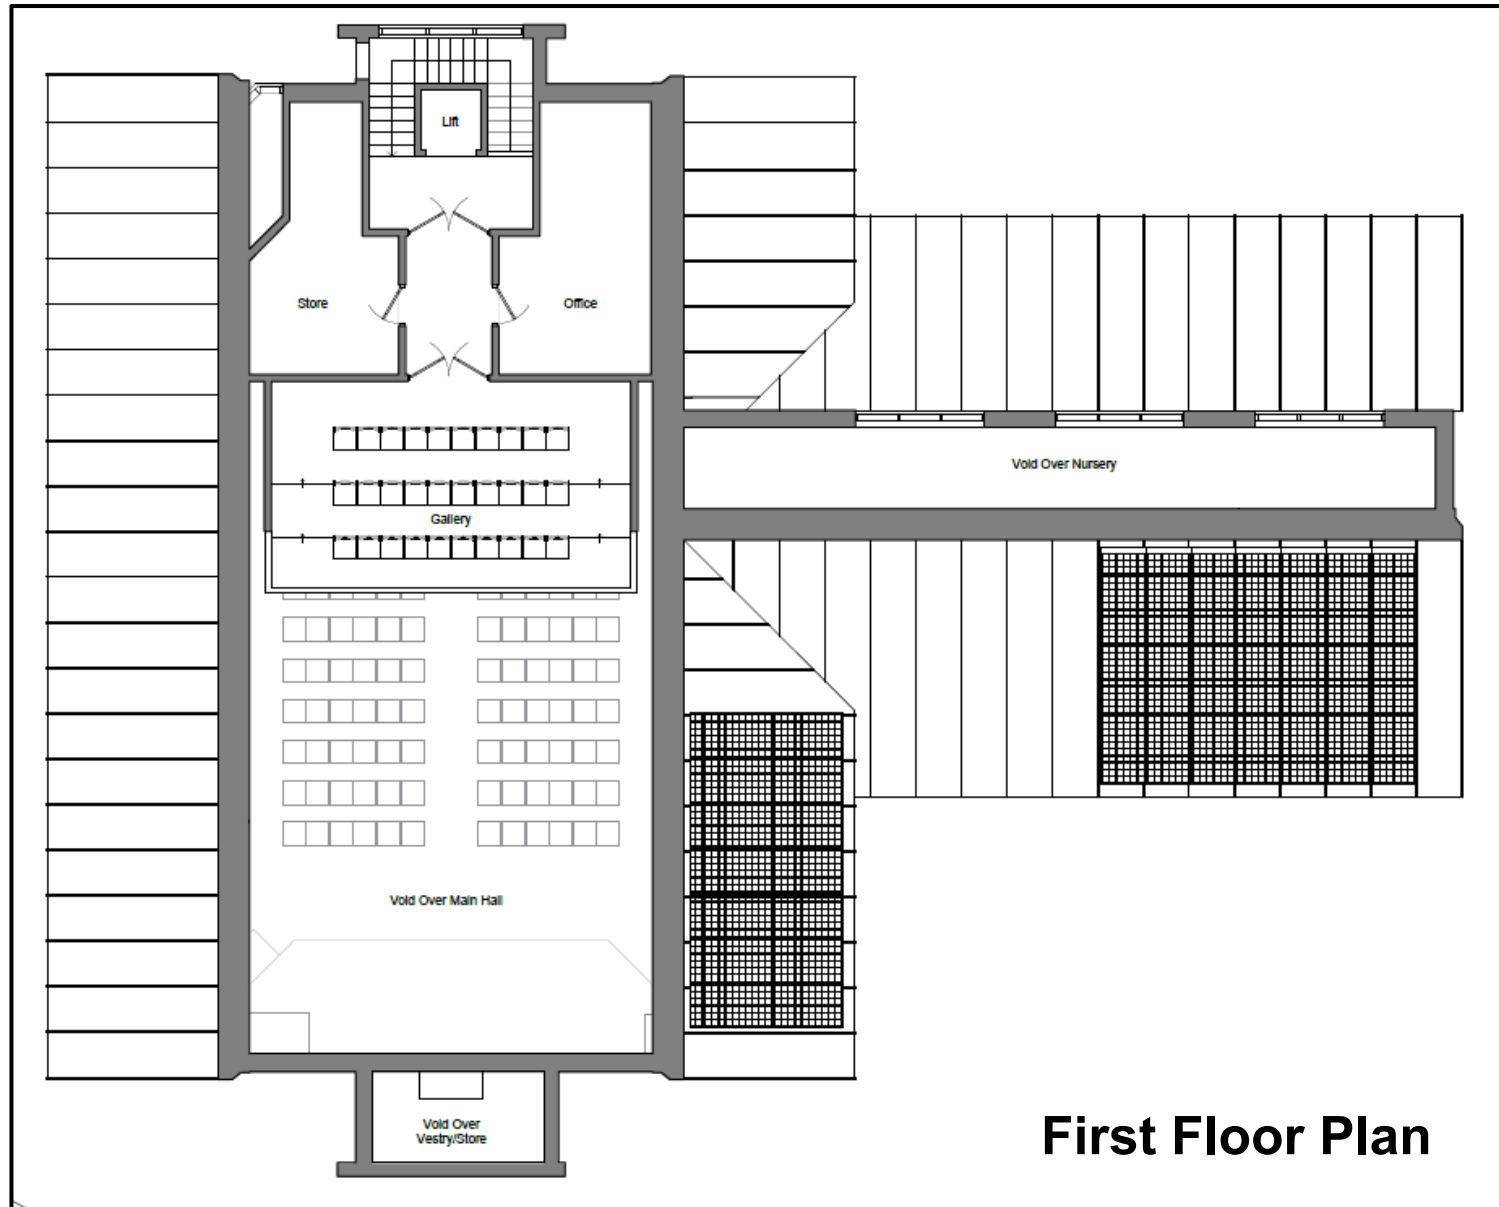 Lift
Store
Office
Void Over Nursery
Gallery
Void Over Main Hall
Void Over
Vestry/Store
First Floor Plan